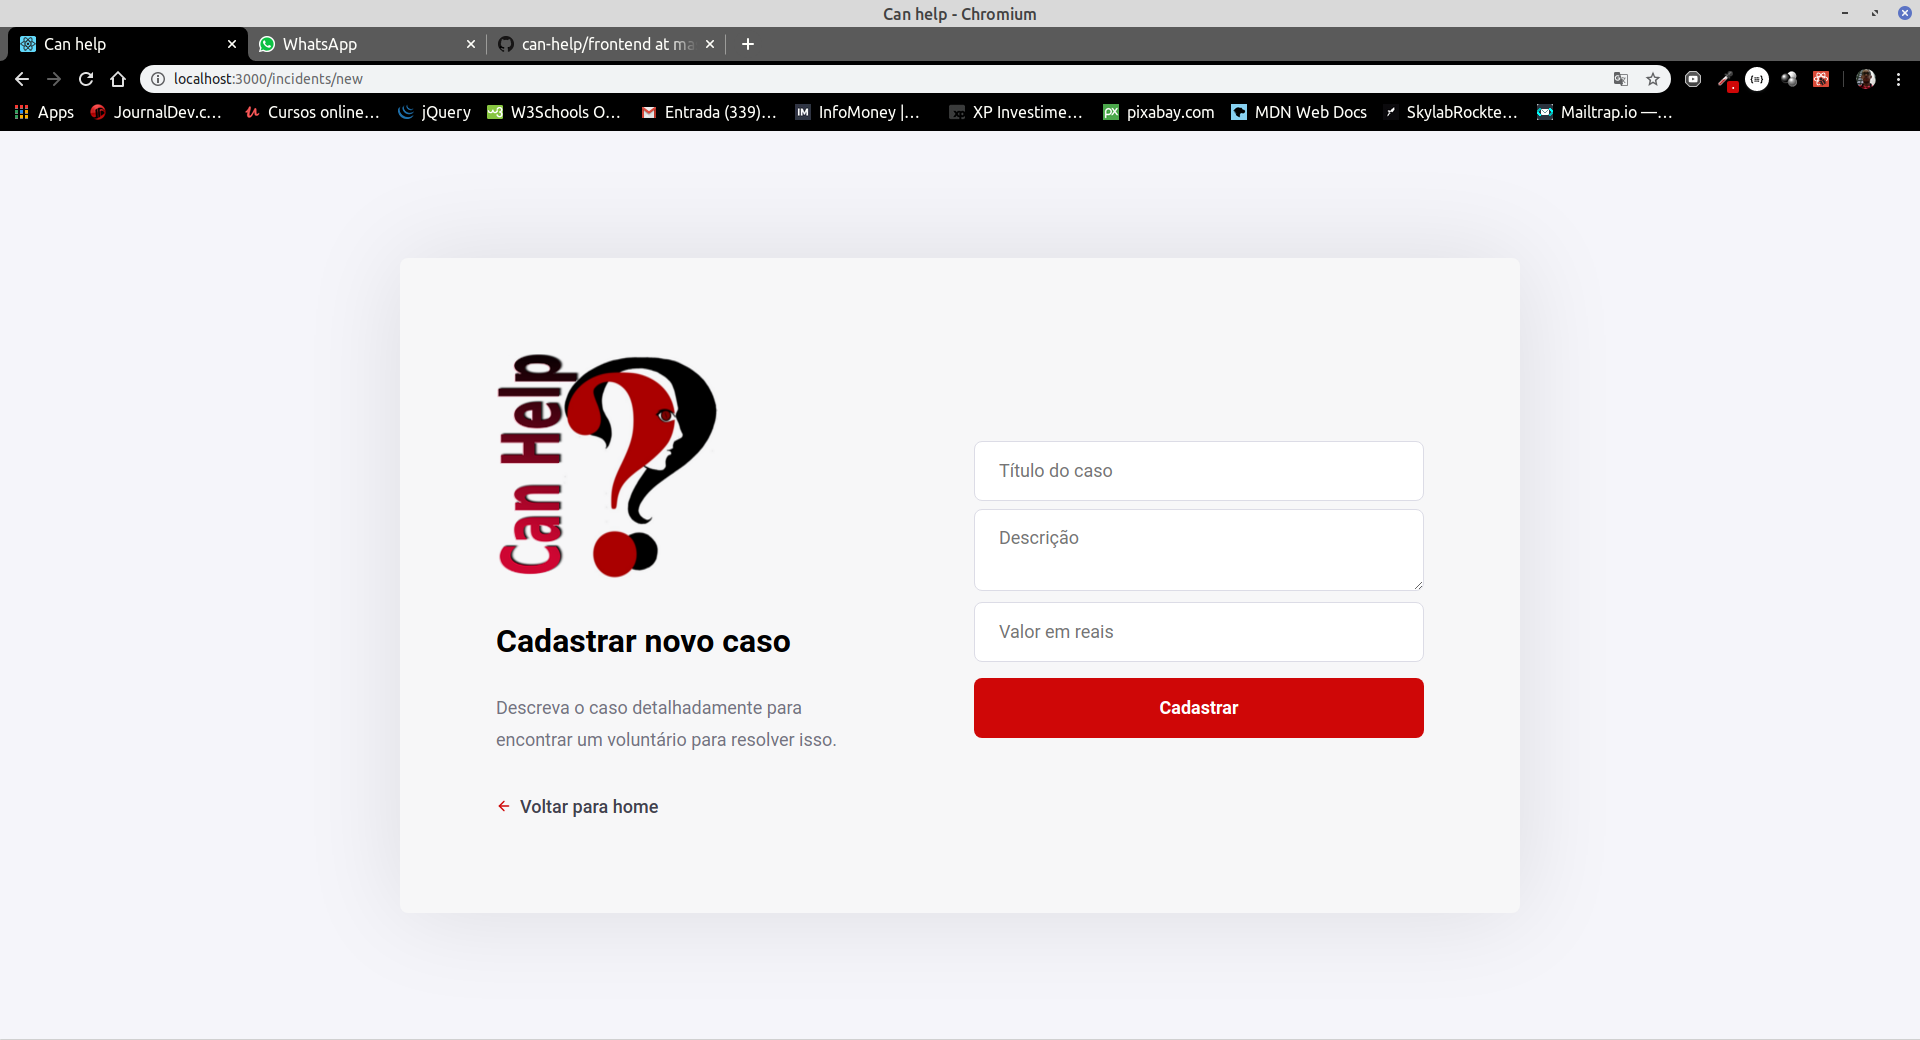 Can help - Chromium
Can help
WhatsApp
can-help/frontend at ma
localhost:3000/incidents/new
Apps
JournalDev.c...
Cursos online...
jQuery
W3Schools O...
Entrada (339)...
InfoMoney |...
XP Investime...
pixabay.com
MDN Web Docs
SkylabRockte...
Mailtrap.io —...
Can Help
Cadastrar novo caso
Descreva o caso detalhadamente para
encontrar um voluntário para resolver isso.
Voltar para home
Título do caso
Descrição
Valor em reais
Cadastrar